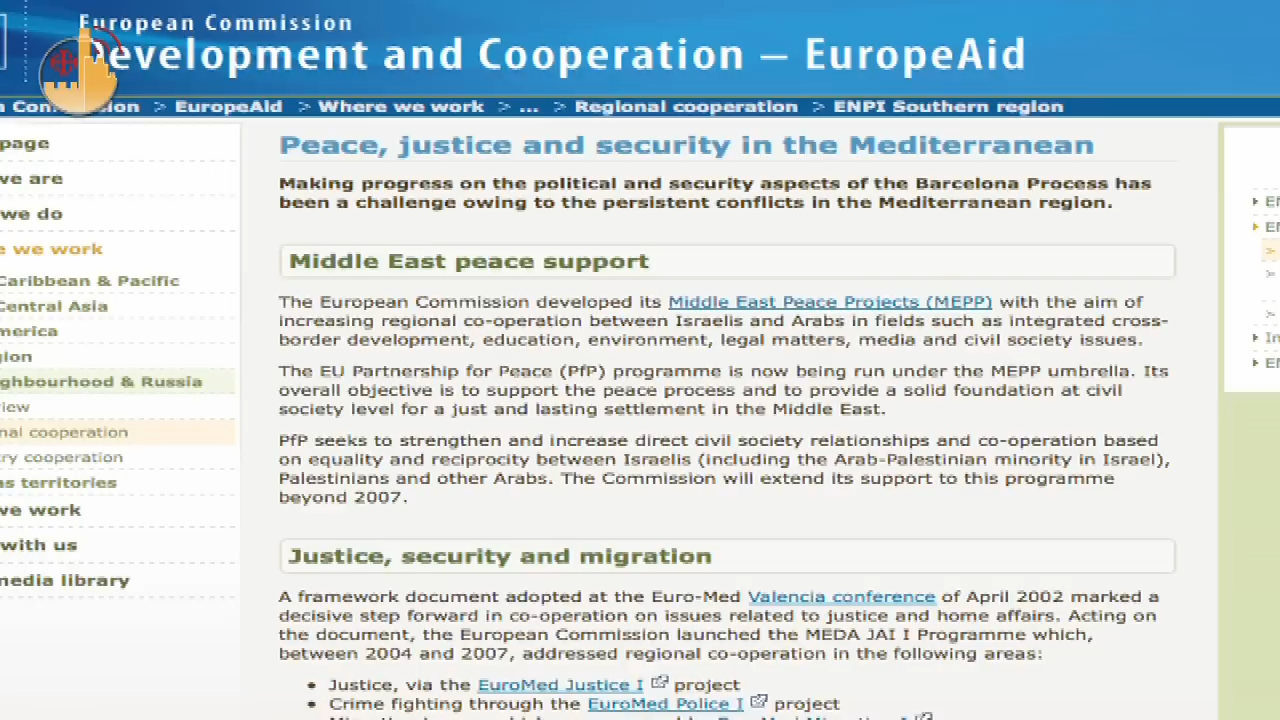 European Commission
Development and Cooperation – EuropeAid
> EuropeAid > Where we work > ... > Regional cooperation > ENPI Southern region
page
we are
we do
we work
Caribbean & Pacific
Central Asia
& Russia
cooperation
cooperation
territories
we work
with us
media library
Peace, justice and security in the Mediterranean
Making progress on the political and security aspects of the Barcelona Process has
been a challenge owing to the persistent conflicts in the Mediterranean region.
Middle East peace support
The European Commission developed its Middle East Peace Projects (MEPP) with the aim of
increasing regional co-operation between Israelis and Arabs in fields such as integrated cross-
border development, education, environment, legal matters, media and civil society issues.
The EU Partnership for Peace (PfP) programme is now being run under the MEPP umbrella. Its
overall objective is to support the peace process and to provide a solid foundation at civil
society level for a just and lasting settlement in the Middle East.
PfP seeks to strengthen and increase direct civil society relationships and co-operation based
on equality and reciprocity between Israelis (including the Arab-Palestinian minority in Israel),
Palestinians and other Arabs. The Commission will extend its support to this programme
beyond 2007.
Justice, security and migration
A framework document adopted at the Euro-Med Valencia conference of April 2002 marked a
decisive step forward in co-operation on issues related to justice and home affairs. Acting on
the document, the European Commission launched the MEDA JAI I Programme which,
between 2004 and 2007, addressed regional co-operation in the following areas:
• Justice, via the EuroMed Justice I project
• Crime fighting through the EuroMed Police I project